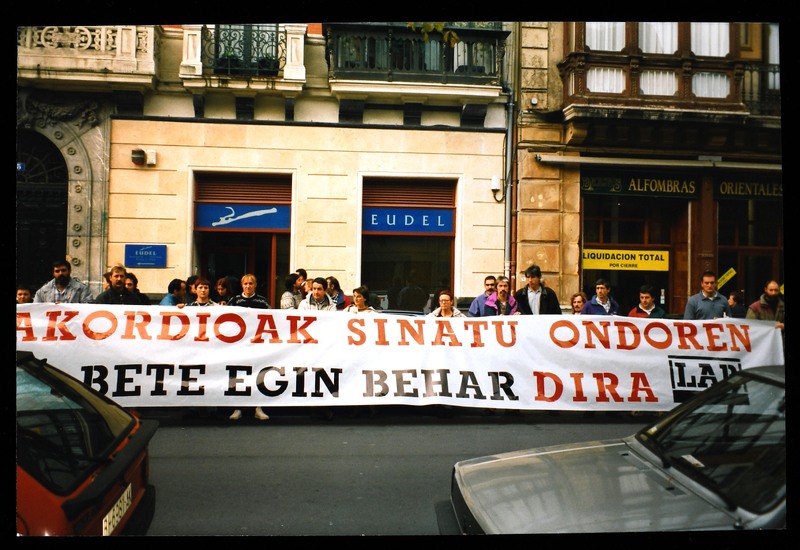 ALFOMBRAS ORIENTALES
EUDEL
EUDEL
LIQUIDACION TOTAL
POR CIERRE
AKORDIOAK SINATU ONDOREN
BETE EGIN BEHAR DIRA LAB